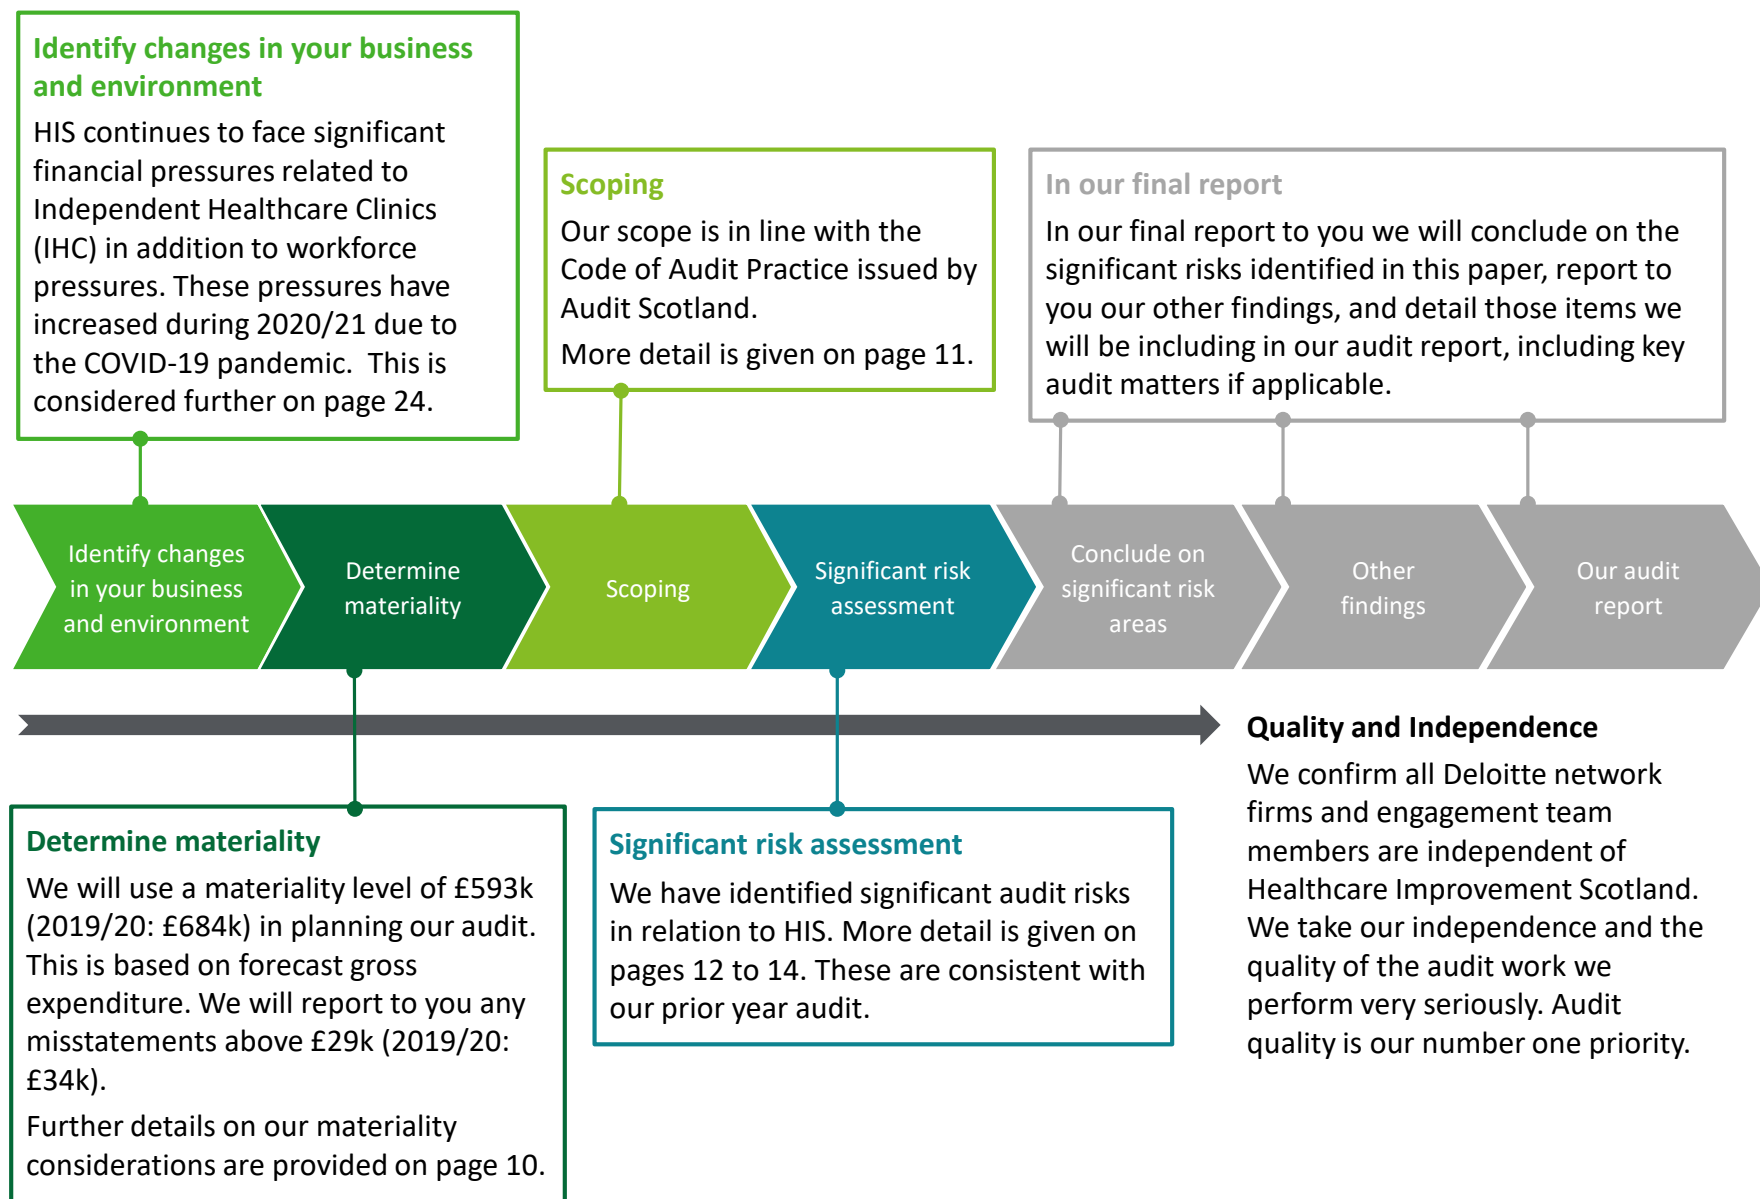 Identify changes in your business
and environment
HIS continues to face significant
financial pressures related to
Independent Healthcare Clinics
(IHC) in addition to workforce
pressures. These pressures have
increased during 2020/21 due to
the COVID-19 pandemic.  This is
considered further on page 24.
Scoping
Our scope is in line with the
Code of Audit Practice issued by
Audit Scotland.
More detail is given on page 11.
In our final report
In our final report to you we will conclude on the
significant risks identified in this paper, report to
you our other findings, and detail those items we
will be including in our audit report, including key
audit matters if applicable.
Identify changes
in your business
and environment
Determine
materiality
Scoping
Significant risk
assessment
Conclude on
significant risk
areas
Other
findings
Our audit
report
Determine materiality
We will use a materiality level of £593k
(2019/20: £684k) in planning our audit.
This is based on forecast gross
expenditure. We will report to you any
misstatements above £29k (2019/20:
£34k).
Further details on our materiality
considerations are provided on page 10.
Significant risk assessment
We have identified significant audit risks
in relation to HIS. More detail is given on
pages 12 to 14. These are consistent with
our prior year audit.
Quality and Independence
We confirm all Deloitte network
firms and engagement team
members are independent of
Healthcare Improvement Scotland.
We take our independence and the
quality of the audit work we
perform very seriously. Audit
quality is our number one priority.